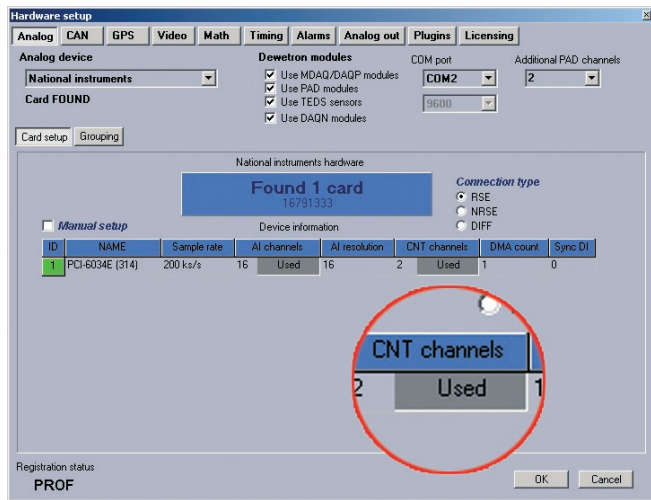 Hardware setup
Analog CAN GPS Video Math Timing Alarms Analog out Plugins Licensing
Analog device
National instruments
Card FOUND
Dewetron modules
Use MDAQ/DAQP modules
Use PAD modules
Use TEDS sensors
Use DAQN modules
COM port
COM2
9600
Additional PAD channels
2
Card setup Grouping
National instruments hardware
Found 1 card
16791333
Connection type
RSE
NRSE
DIFF
Manual setup
Device information
ID NAME Sample rate AI channels AI resolution CNT channels DMA count Sync DI
1 PCI-6034E (314) 200 ks/s 16 Used 16 2 Used 1 0
CNT channels
2 Used 1
Registration status
PROF
OK Cancel